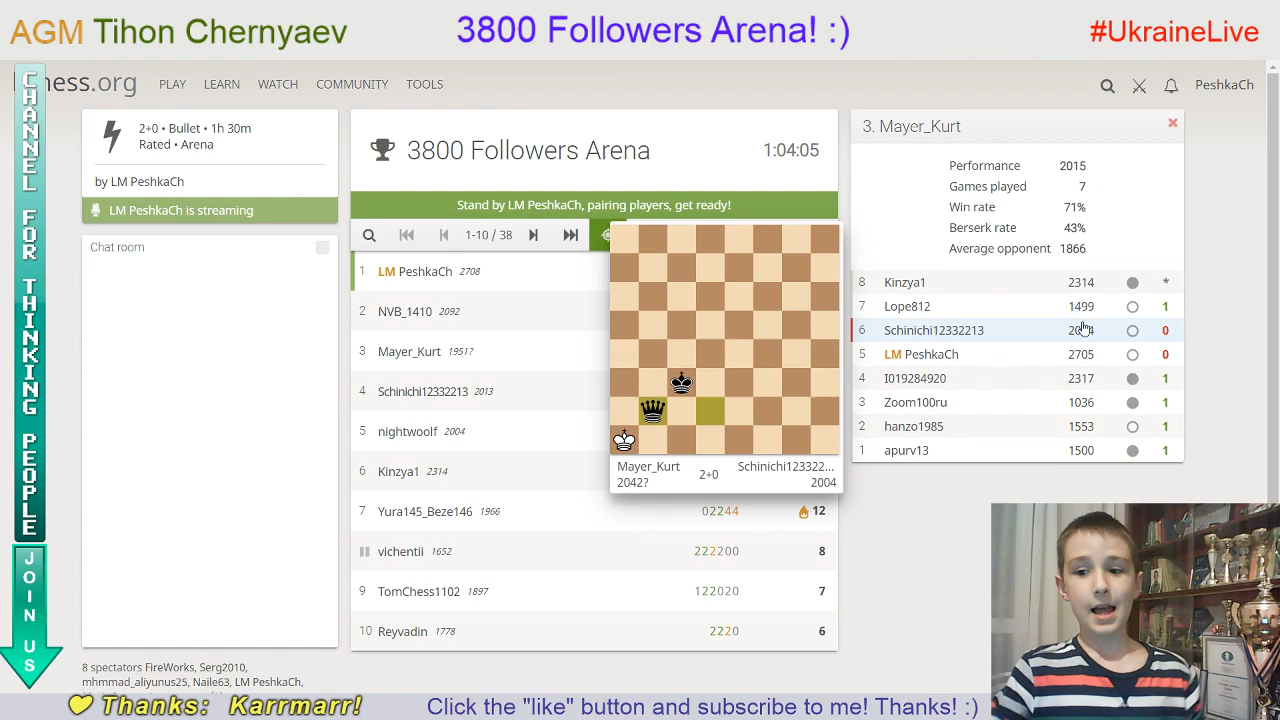 AGM Tihon Chernyaev
3800 Followers Arena! :)
#UkraineLive
CHANNEL FOR THINKING PEOPLE
JOIN US
hess.org
PLAY LEARN WATCH COMMUNITY TOOLS
PeshkaCh
2+0 • Bullet • 1h 30m
Rated • Arena
by LM PeshkaCh
LM PeshkaCh is streaming
Chat room
8 spectators FireWorks, Serg2010,
mhmmad_aliyunus25, Naile63, LM PeshkaCh,
3800 Followers Arena 1:04:05
Stand by LM PeshkaCh, pairing players, get ready!
1-10 / 38
1 LM PeshkaCh 2708
2 NVB_1410 2092
3 Mayer_Kurt 1951?
4 Schinichi12332213 2013
5 nightwoolf 2004
6 Kinzya1 2314
7 Yura145_Beze146 1966 02244 12
vichentii 1652 222200 8
9 TomChess1102 1897 122020 7
10 Reyvadin 1778 2220 6
Mayer_Kurt 2+0 Schinichi123322...
2042? 2004
3. Mayer_Kurt
Performance 2015
Games played 7
Win rate 71%
Berserk rate 43%
Average opponent 1866
8 Kinzya1 2314 *
7 Lope812 1499 1
6 Schinichi12332213 0
5 LM PeshkaCh 2705 0
4 I019284920 2317 1
3 Zoom100ru 1036 1
2 hanzo1985 1553 1
1 apurv13 1500 1
Thanks: Karrmarr!
Click the "like" button and subscribe to me! Thanks! :)